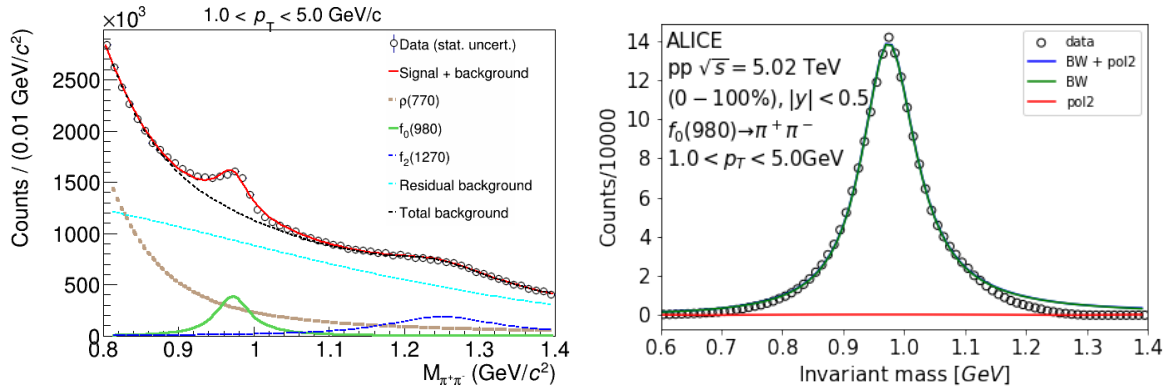 ×10³ 1.0 < pT < 5.0 GeV/c
Counts / (0.01 GeV/c²)
2500
2000
1500
1000
500
0
Data (stat. uncert.)
Signal + background
ρ(770)
f₀(980)
f₂(1270)
Residual background
Total background
0.8 0.9 1 1.1 1.2 1.3 1.4
Mπ⁺π⁻ (GeV/c²)
Counts/10000
14
12
10
8
6
4
2
0
ALICE
pp √s = 5.02 TeV
(0 − 100%), |y| < 0.5
f₀(980)→π⁺π⁻
1.0 < pT < 5.0GeV
data
BW + pol2
BW
pol2
0.6 0.7 0.8 0.9 1.0 1.1 1.2 1.3 1.4
Invariant mass [GeV]